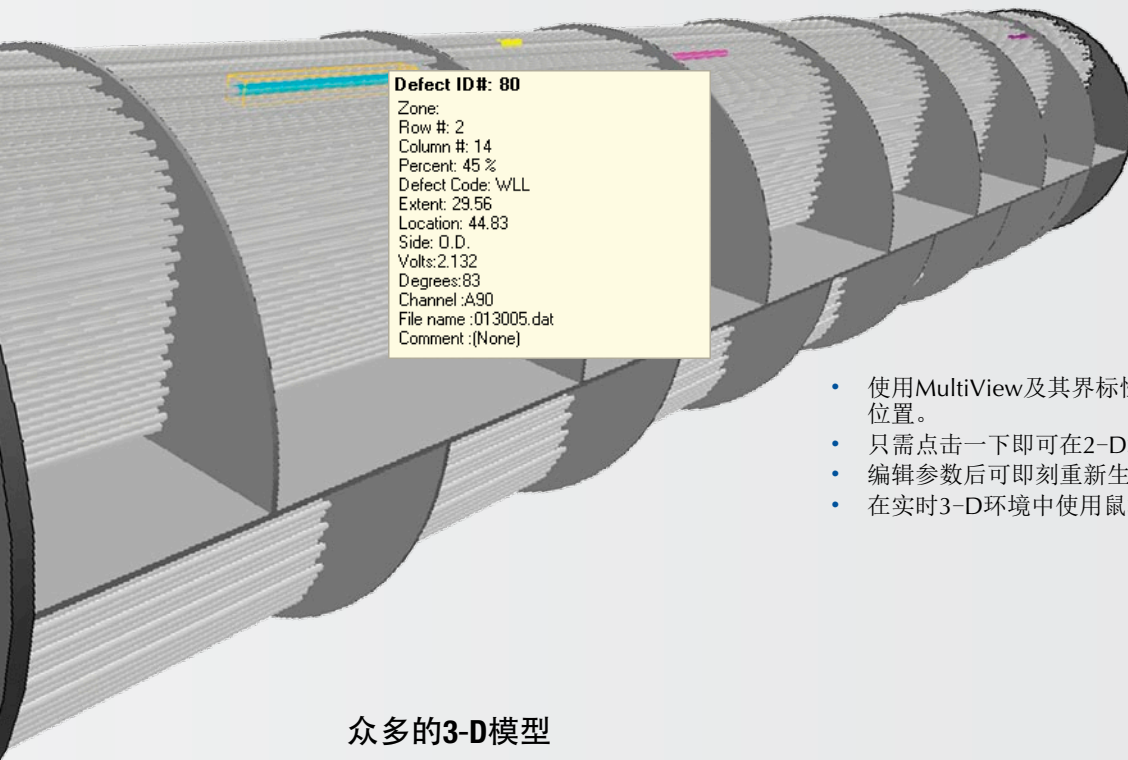 Defect ID#: 80
Zone:
Row #: 2
Column #: 14
Percent: 45 %
Defect Code: WLL
Extent: 29.56
Location: 44.83
Side: O.D.
Volts:2.132
Degrees:83
Channel :A90
File name :013005.dat
Comment :(None)
• 使用MultiView及其界标
位置。
• 只需点击一下即可在2-D
• 编辑参数后可即刻重新生
• 在实时3-D环境中使用鼠
众多的3-D模型